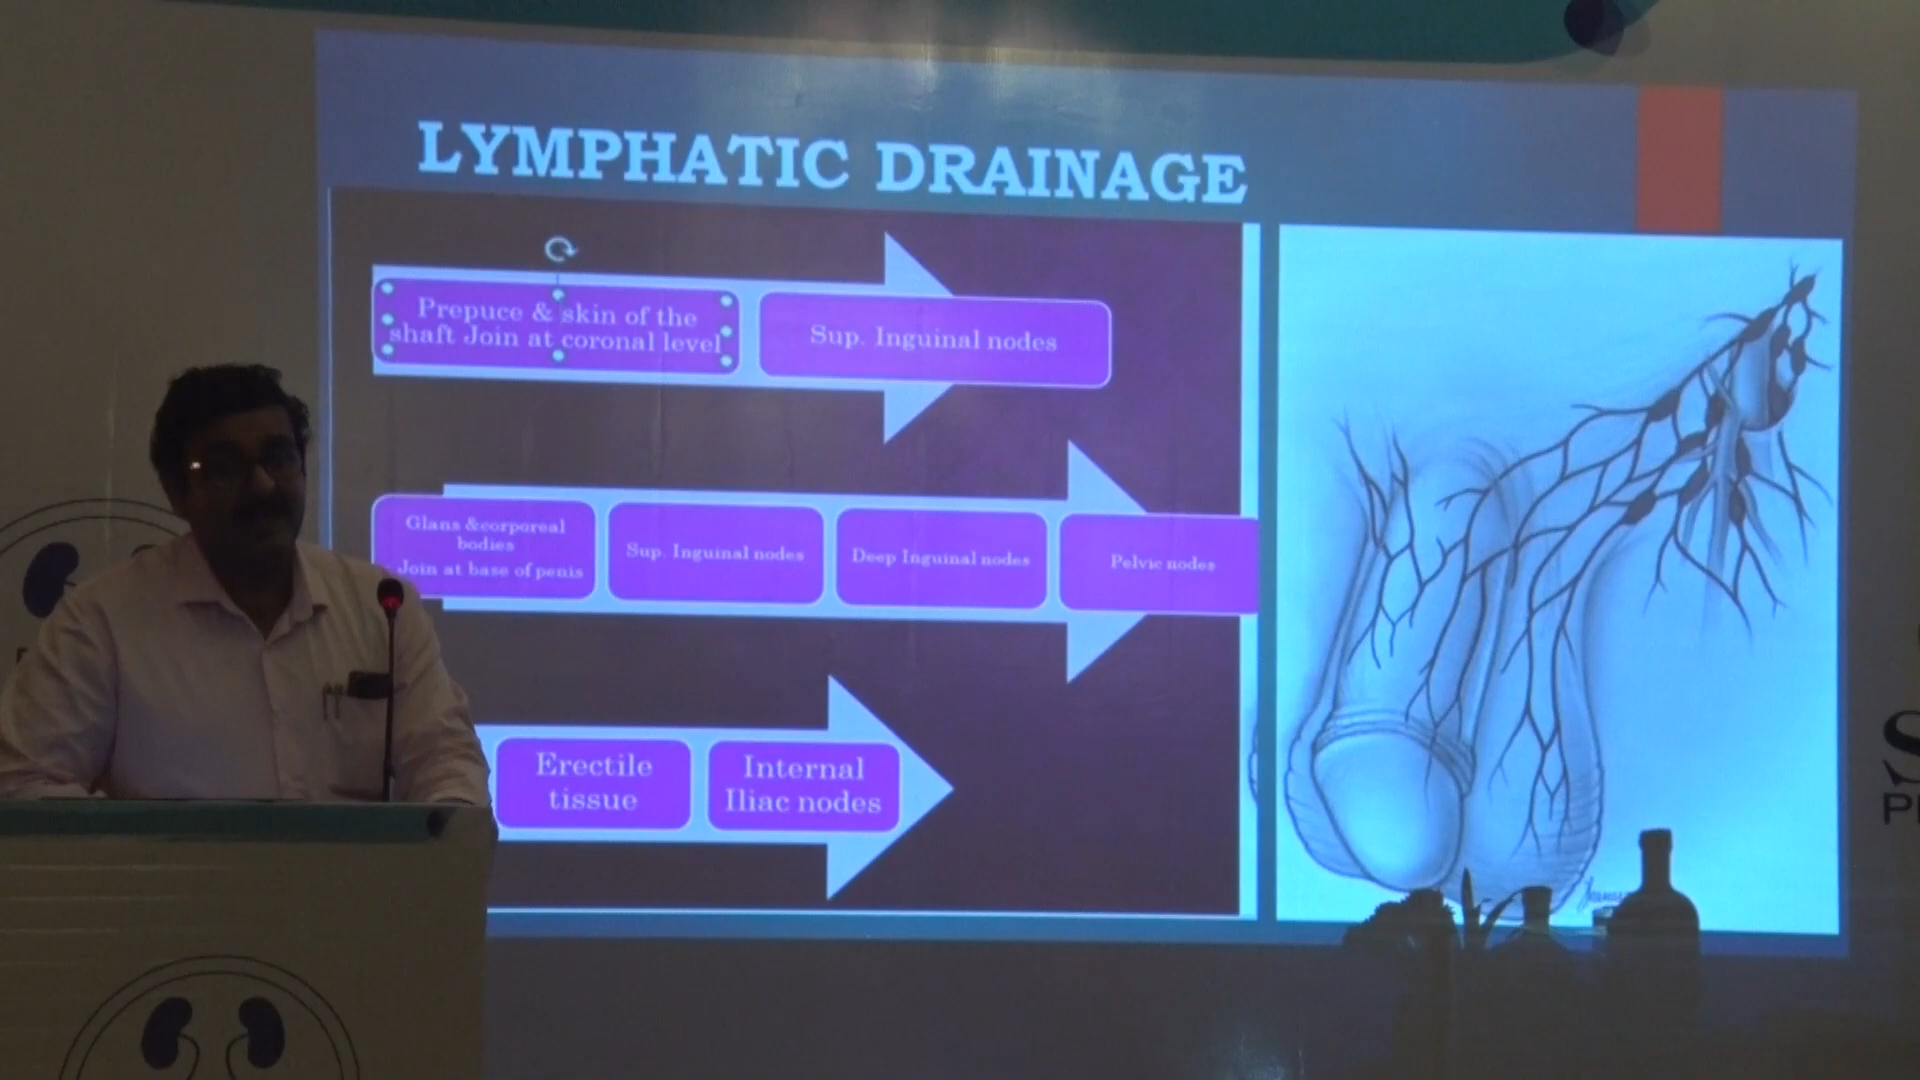 LYMPHATIC DRAINAGE
Prepuce & skin of the
shaft Join at coronal level
Sup. Inguinal nodes
Glans &corporeal
bodies
Join at base of penis
Sup. Inguinal nodes
Deep Inguinal nodes
Pelvic nodes
Erectile
tissue
Internal
Iliac nodes